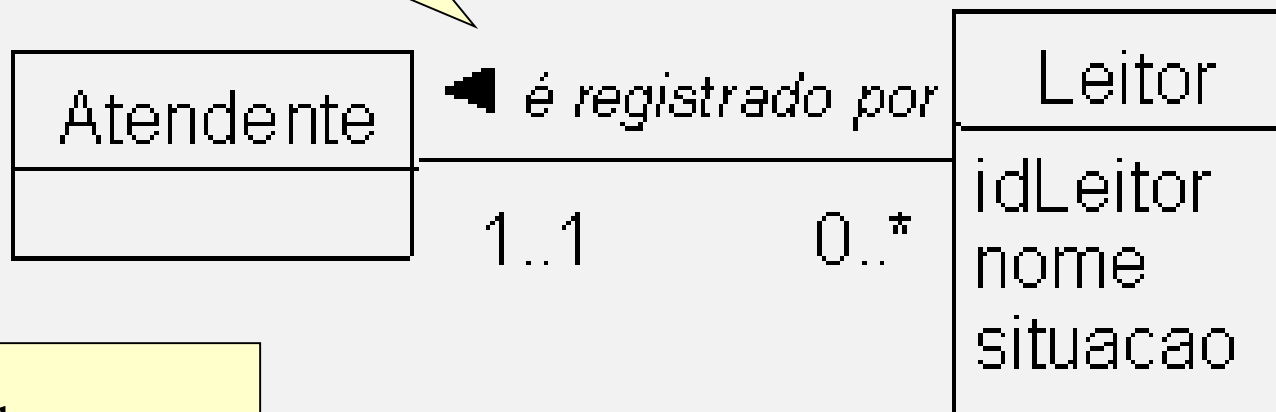 Atendente
◄ é registrado por
1..1
0..*
Leitor
idLeitor
nome
situacao